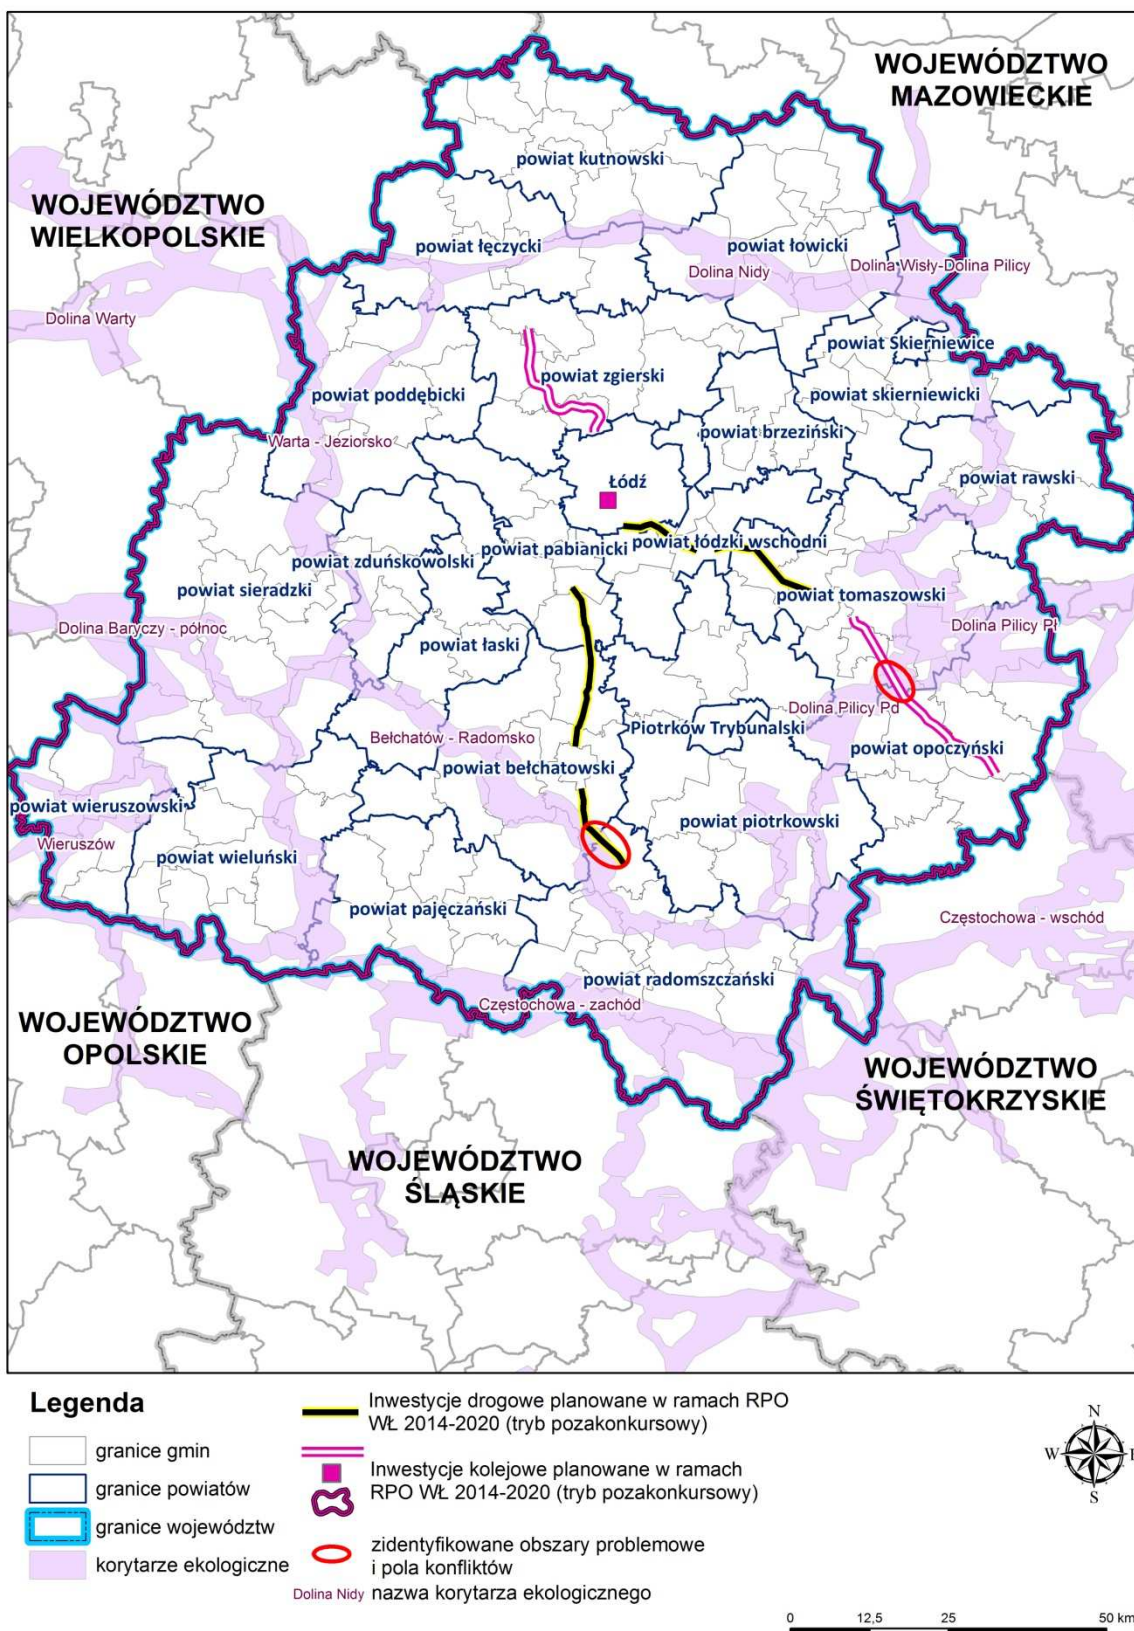 WOJEWÓDZTWO
MAZOWIECKIE
powiat kutnowski
WOJEWÓDZTWO
WIELKOPOLSKIE
powiat łęczycki
powiat łowicki
Dolina Nidy
Dolina Wisły-Dolina Pilicy
Dolina Warty
powiat Skierniewice
powiat zgierski
powiat poddębicki
powiat skierniewicki
powiat brzeziński
Warta - Jeziorsko
Łódź
powiat rawski
powiat pabianicki
powiat łódzki wschodni
powiat zduńskowolski
powiat sieradzki
powiat tomaszowski
Dolina Baryczy - północ
Dolina Pilicy Pł
powiat łaski
Dolina Pilicy Pd
Piotrków Trybunalski
Bełchatów - Radomsko
powiat opoczyński
powiat bełchatowski
powiat wieruszowski
powiat piotrkowski
Wieruszów
powiat wieluński
powiat pajęczański
Częstochowa - wschód
powiat radomszczański
Częstochowa - zachód
WOJEWÓDZTWO
OPOLSKIE
WOJEWÓDZTWO
ŚWIĘTOKRZYSKIE
WOJEWÓDZTWO
ŚLĄSKIE
Legenda
granice gmin
granice powiatów
granice województw
korytarze ekologiczne
Inwestycje drogowe planowane w ramach RPO
WŁ 2014-2020 (tryb pozakonkursowy)
Inwestycje kolejowe planowane w ramach
RPO WŁ 2014-2020 (tryb pozakonkursowy)
zidentyfikowane obszary problemowe
i pola konfliktów
Dolina Nidy nazwa korytarza ekologicznego
N
W E
S
0 12,5 25 50 km